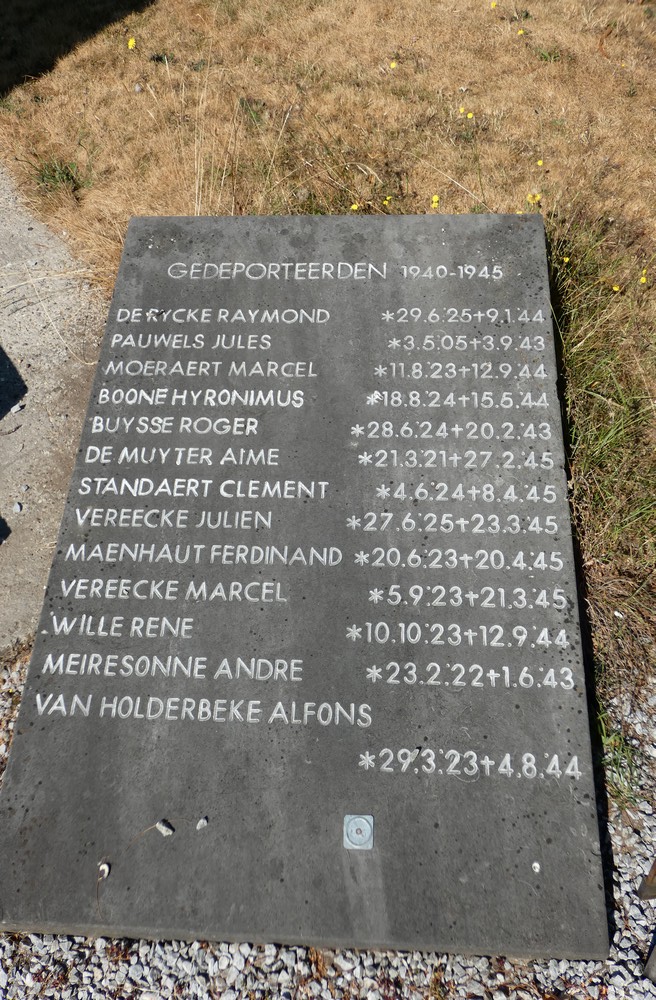 GEDEPORTEERDEN 1940-1945
DE RYCKE RAYMOND *29.6.25+9.1.44
PAUWELS JULES *3.5.05+3.9.43
MOERAERT MARCEL *11.8.23+12.9.44
BOONE HYRONIMUS *18.8.24+15.5.44
BUYSSE ROGER *28.6.24+20.2.43
DE MUYTER AIME *21.3.21+27.2.45
STANDAERT CLEMENT *4.6.24+8.4.45
VEREECKE JULIEN *27.6.25+23.3.45
MAENHAUT FERDINAND *20.6.23+20.4.45
VEREECKE MARCEL *5.9.23+21.3.45
WILLE RENE *10.10.23+12.9.44
MEIRESONNE ANDRE *23.2.22+1.6.43
VAN HOLDERBEKE ALFONS
*29.3.23+4.8.44